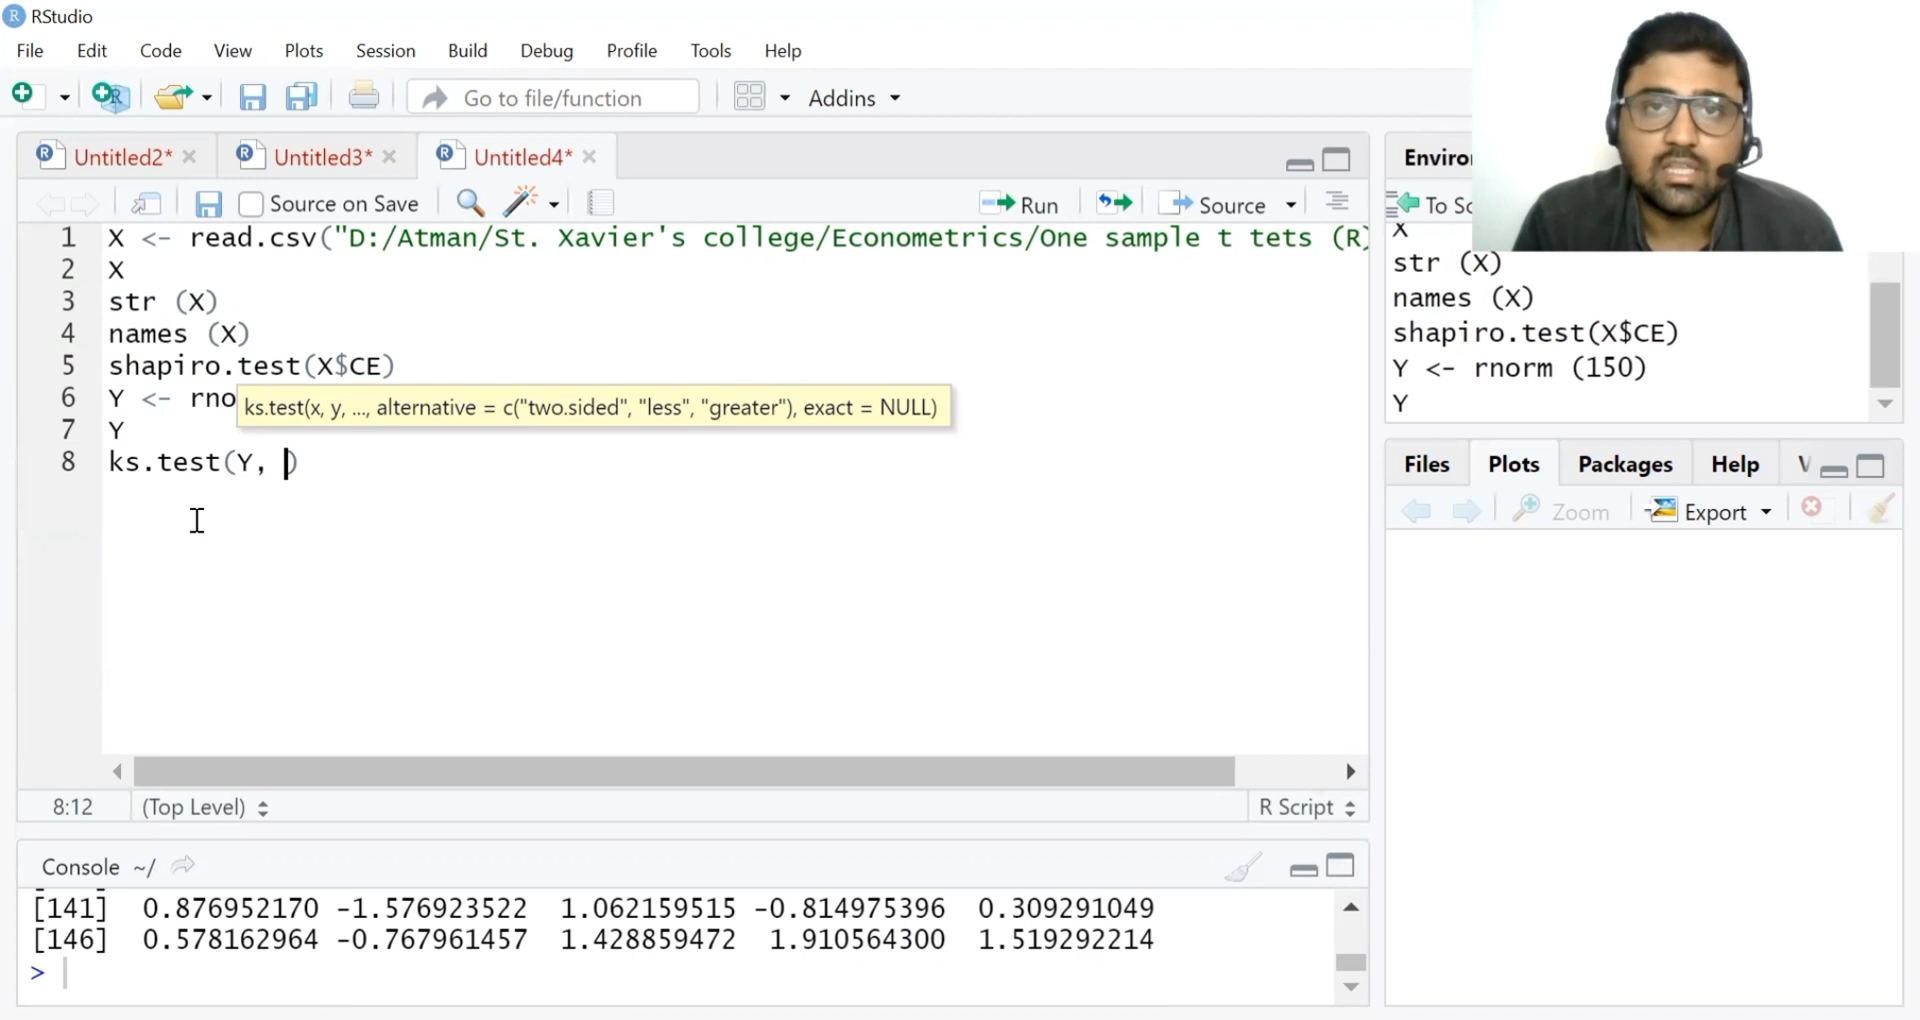 RStudio
File Edit Code View Plots Session Build Debug Profile Tools Help
Go to file/function Addins
Untitled2* Untitled3* Untitled4*
Source on Save Run Source
1 X <- read.csv("D:/Atman/St. Xavier's college/Econometrics/One sample t tets (R)
2 X
3 str (X)
4 names (X)
5 shapiro.test(X$CE)
6 Y <- rno
ks.test(x, y, ..., alternative = c("two.sided", "less", "greater"), exact = NULL)
7 Y
8 ks.test(Y, )
8:12 (Top Level) R Script
Console ~/
[141] 0.876952170 -1.576923522 1.062159515 -0.814975396 0.309291049
[146] 0.578162964 -0.767961457 1.428859472 1.910564300 1.519292214
>
Enviro
To So
X
str (X)
names (X)
shapiro.test(X$CE)
Y <- rnorm (150)
Y
Files Plots Packages Help V
Zoom Export